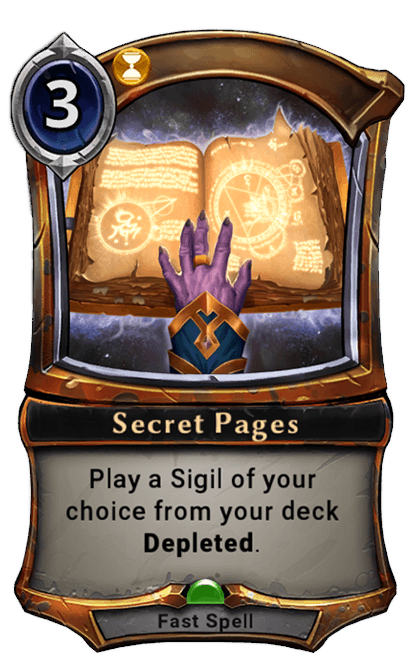 3
Secret Pages
Play a Sigil of your
choice from your deck
Depleted.
Fast Spell